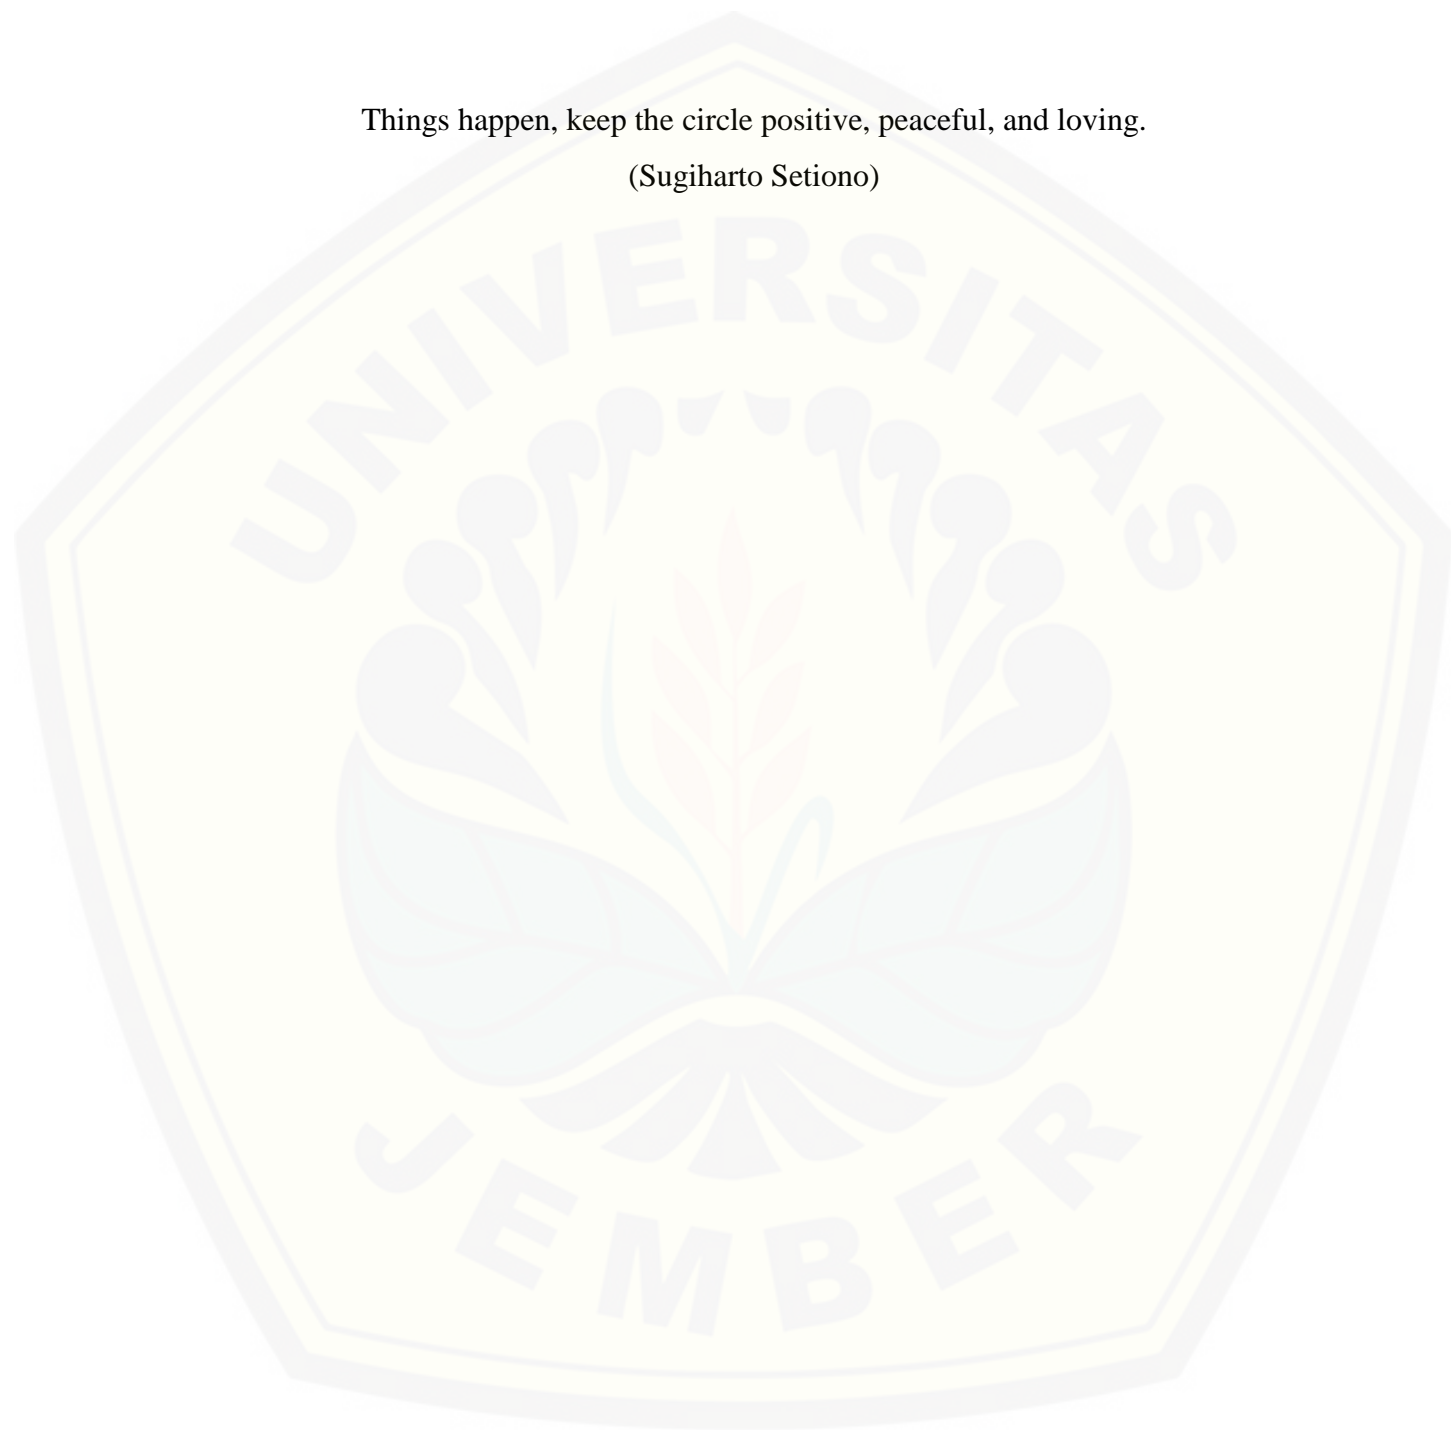 Things happen, keep the circle positive, peaceful, and loving.
(Sugiharto Setiono)
UNIVERSITAS
JEMBER